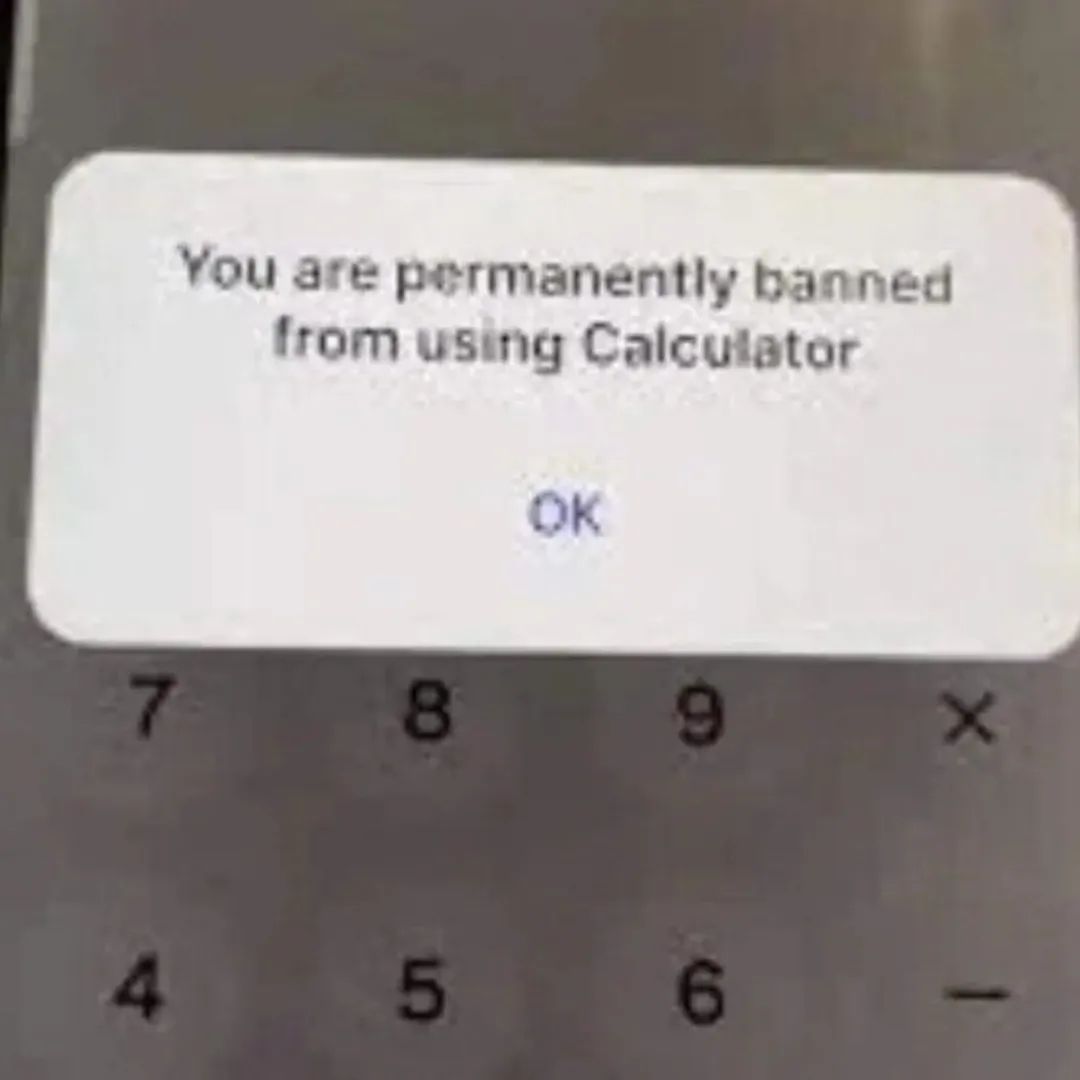 You are permanently banned
from using Calculator
OK
7 8 9 ×
4 5 6 −